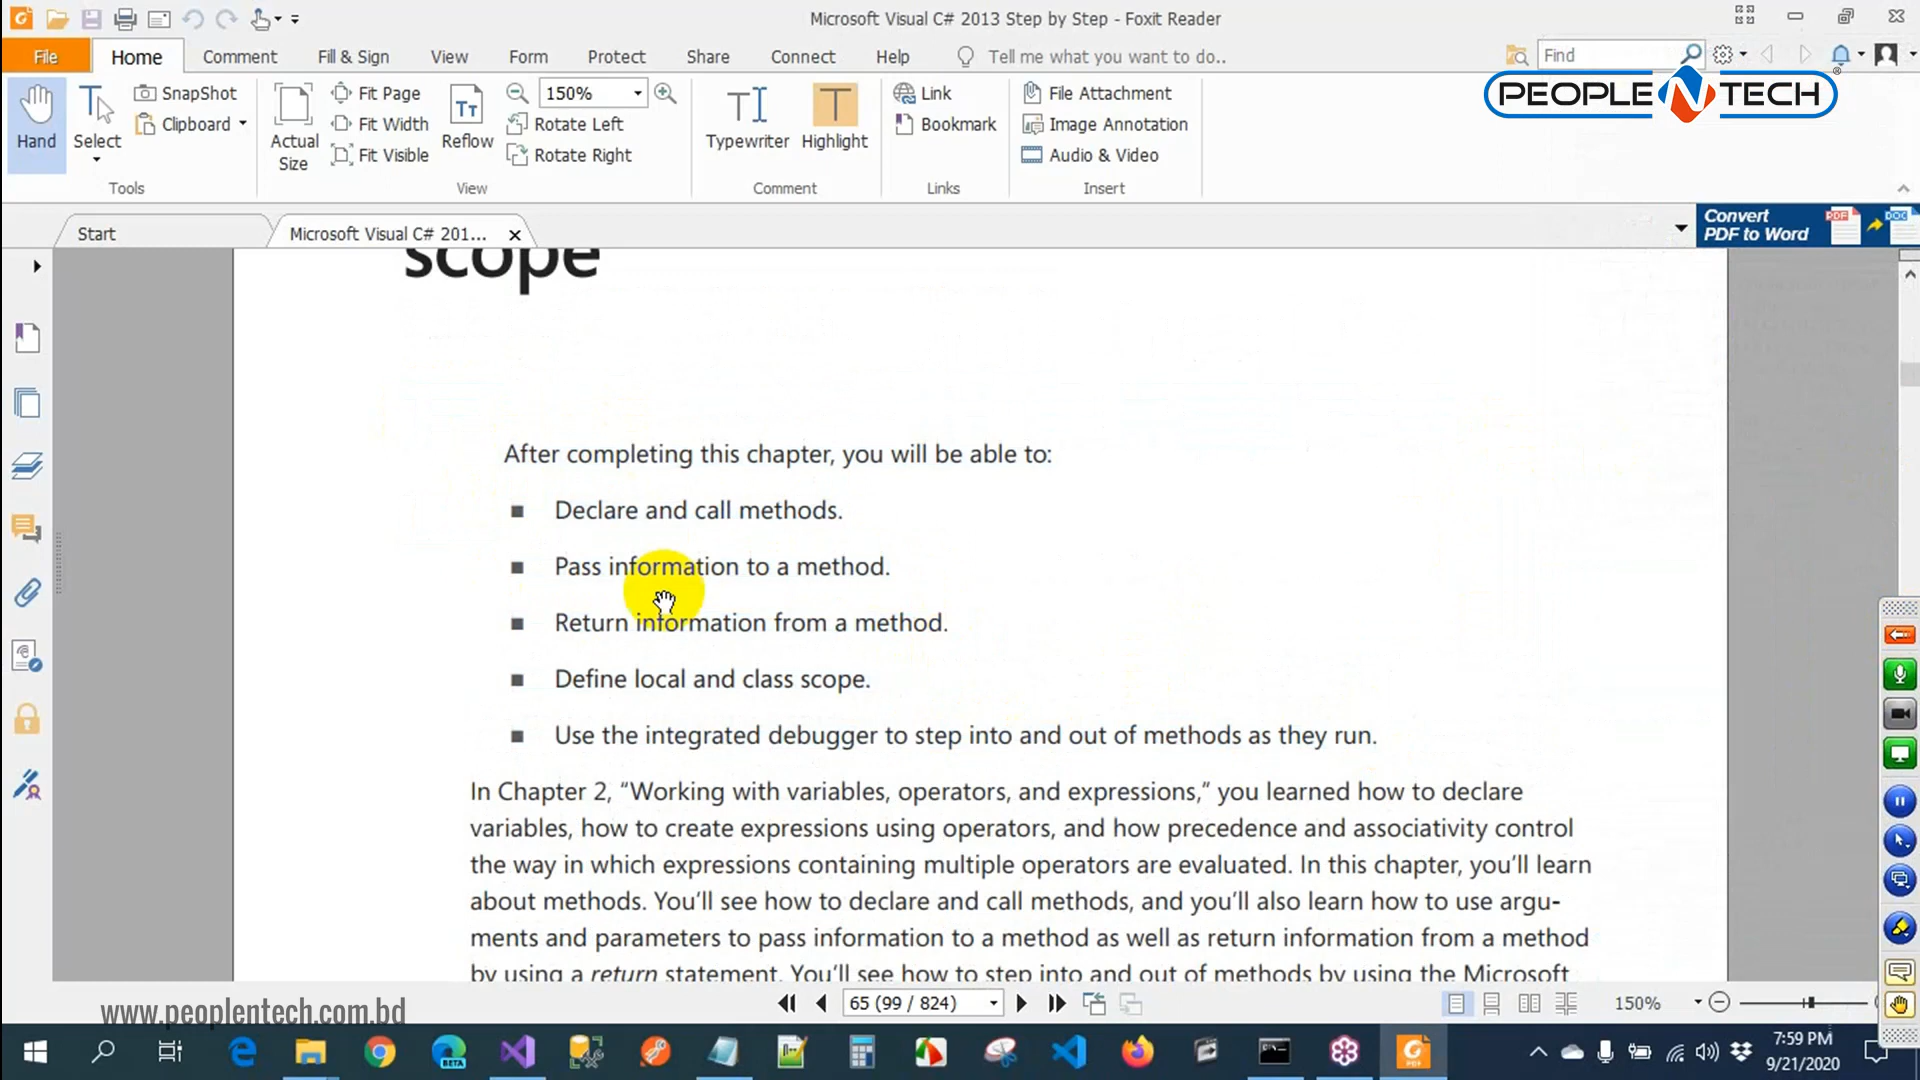 Microsoft Visual C# 2013 Step by Step - Foxit Reader
File Home Comment Fill & Sign View Form Protect Share Connect Help Tell me what you want to do.. Find
PEOPLE N TECH
Hand
Select
SnapShot
Clipboard
Tools
Actual Size
Fit Page
Fit Width
Fit Visible
Reflow
150%
Rotate Left
Rotate Right
View
Typewriter
Highlight
Comment
Link
Bookmark
Links
File Attachment
Image Annotation
Audio & Video
Insert
Start
Microsoft Visual C# 201...
Convert
PDF to Word
PDF
DOC
scope
After completing this chapter, you will be able to:
■ Declare and call methods.
■ Pass information to a method.
■ Return information from a method.
■ Define local and class scope.
■ Use the integrated debugger to step into and out of methods as they run.
In Chapter 2, “Working with variables, operators, and expressions,” you learned how to declare
variables, how to create expressions using operators, and how precedence and associativity control
the way in which expressions containing multiple operators are evaluated. In this chapter, you’ll learn
about methods. You’ll see how to declare and call methods, and you’ll also learn how to use argu-
ments and parameters to pass information to a method as well as return information from a method
by using a return statement. You’ll see how to step into and out of methods by using the Microsoft
www.peoplentech.com.bd
65 (99 / 824)
150%
BETA
PDF
7:59 PM
9/21/2020